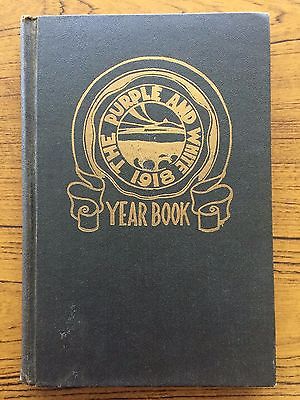 THE PURPLE AND WHITE
1918
YEAR BOOK